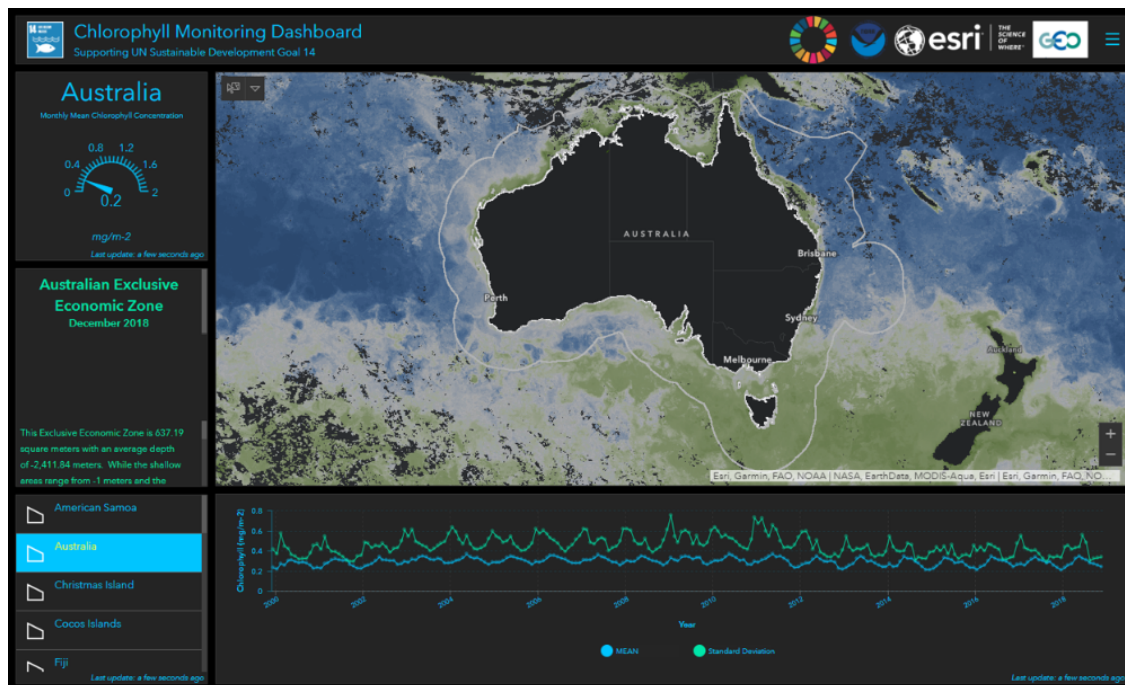 Chlorophyll Monitoring Dashboard
Supporting UN Sustainable Development Goal 14
14
esri
THE
SCIENCE
OF
WHERE
GEO
Australia
Monthly Mean Chlorophyll Concentration
0.8 1.2
0.4 1.6
0 2
0.2
mg/m-2
Last update: a few seconds ago
Australian Exclusive
Economic Zone
December 2018
This Exclusive Economic Zone is 637.19
square meters with an average depth
of -2,411.84 meters. While the shallow
areas range from -1 meters and the
American Samoa
Australia
Christmas Island
Cocos Islands
Fiji
Last update: a few seconds ago
AUSTRALIA
Brisbane
Perth
Sydney
Melbourne
Auckland
NEW
ZEALAND
+
−
Esri, Garmin, FAO, NOAA | NASA, EarthData, MODIS-Aqua, Esri | Esri, Garmin, FAO, NO...
Chlorophyll (mg/m-2)
0.8
0.6
0.4
0.2
0
2000 2002 2004 2006 2008 2010 2012 2014 2016 2018
Year
MEAN Standard Deviation
Last update: a few seconds ago